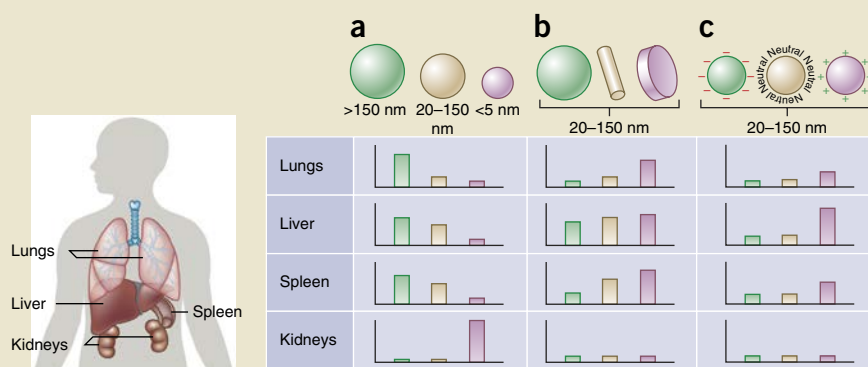 a
b
c
>150 nm
20–150
nm
<5 nm
20–150 nm
Neutral Neutral Neutral Neutral Neutral
20–150 nm
Lungs
Liver
Spleen
Kidneys
Lungs
Liver
Spleen
Kidneys